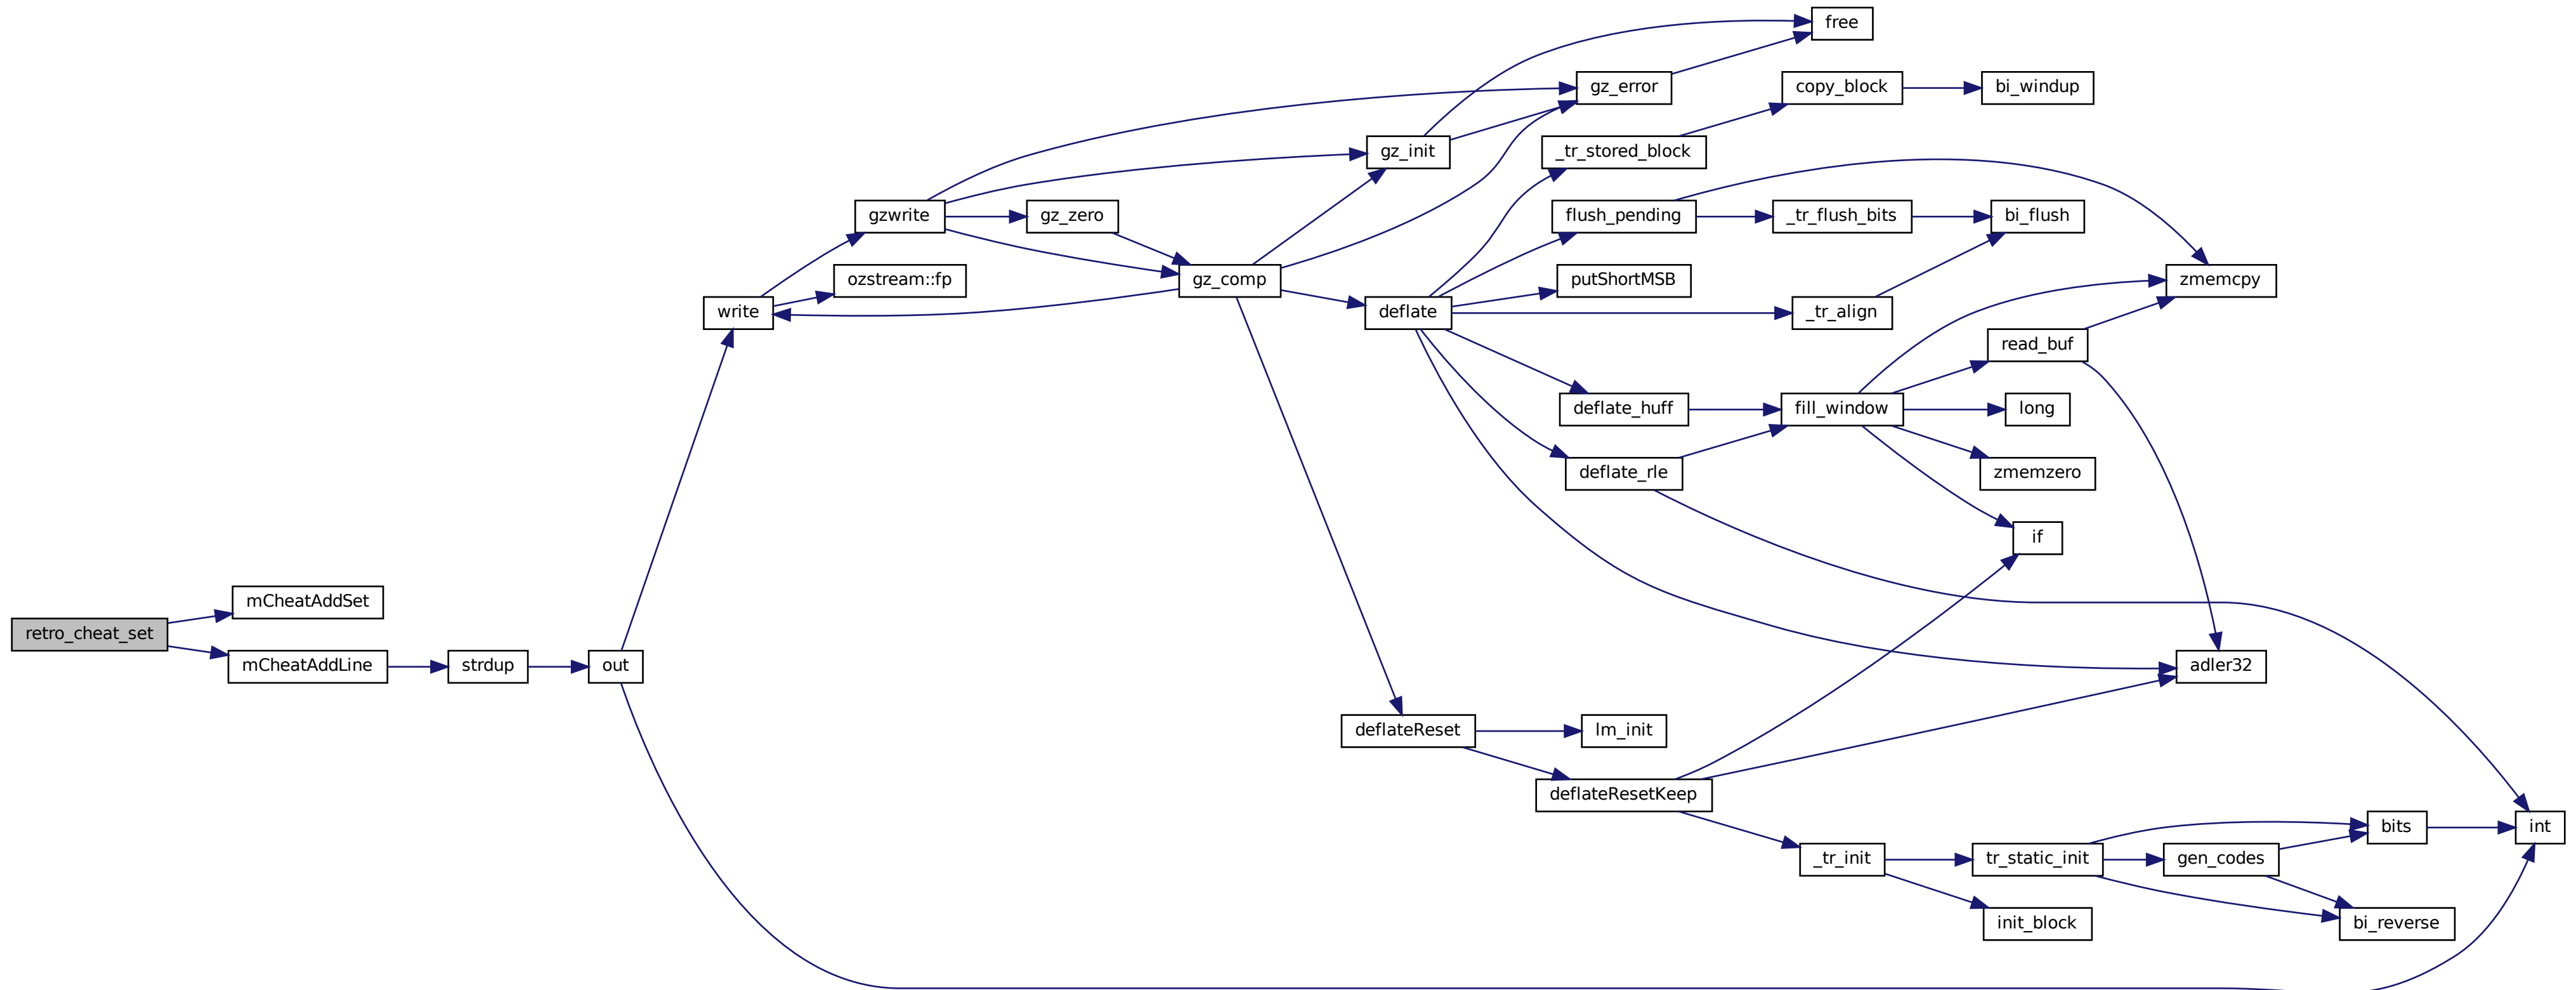 free
gz_error
copy_block
bi_windup
gz_init
_tr_stored_block
gzwrite
gz_zero
flush_pending
_tr_flush_bits
bi_flush
ozstream::fp
gz_comp
putShortMSB
zmemcpy
write
deflate
_tr_align
read_buf
deflate_huff
fill_window
long
deflate_rle
zmemzero
if
mCheatAddSet
retro_cheat_set
mCheatAddLine
strdup
out
adler32
deflateReset
lm_init
deflateResetKeep
bits
int
_tr_init
tr_static_init
gen_codes
init_block
bi_reverse